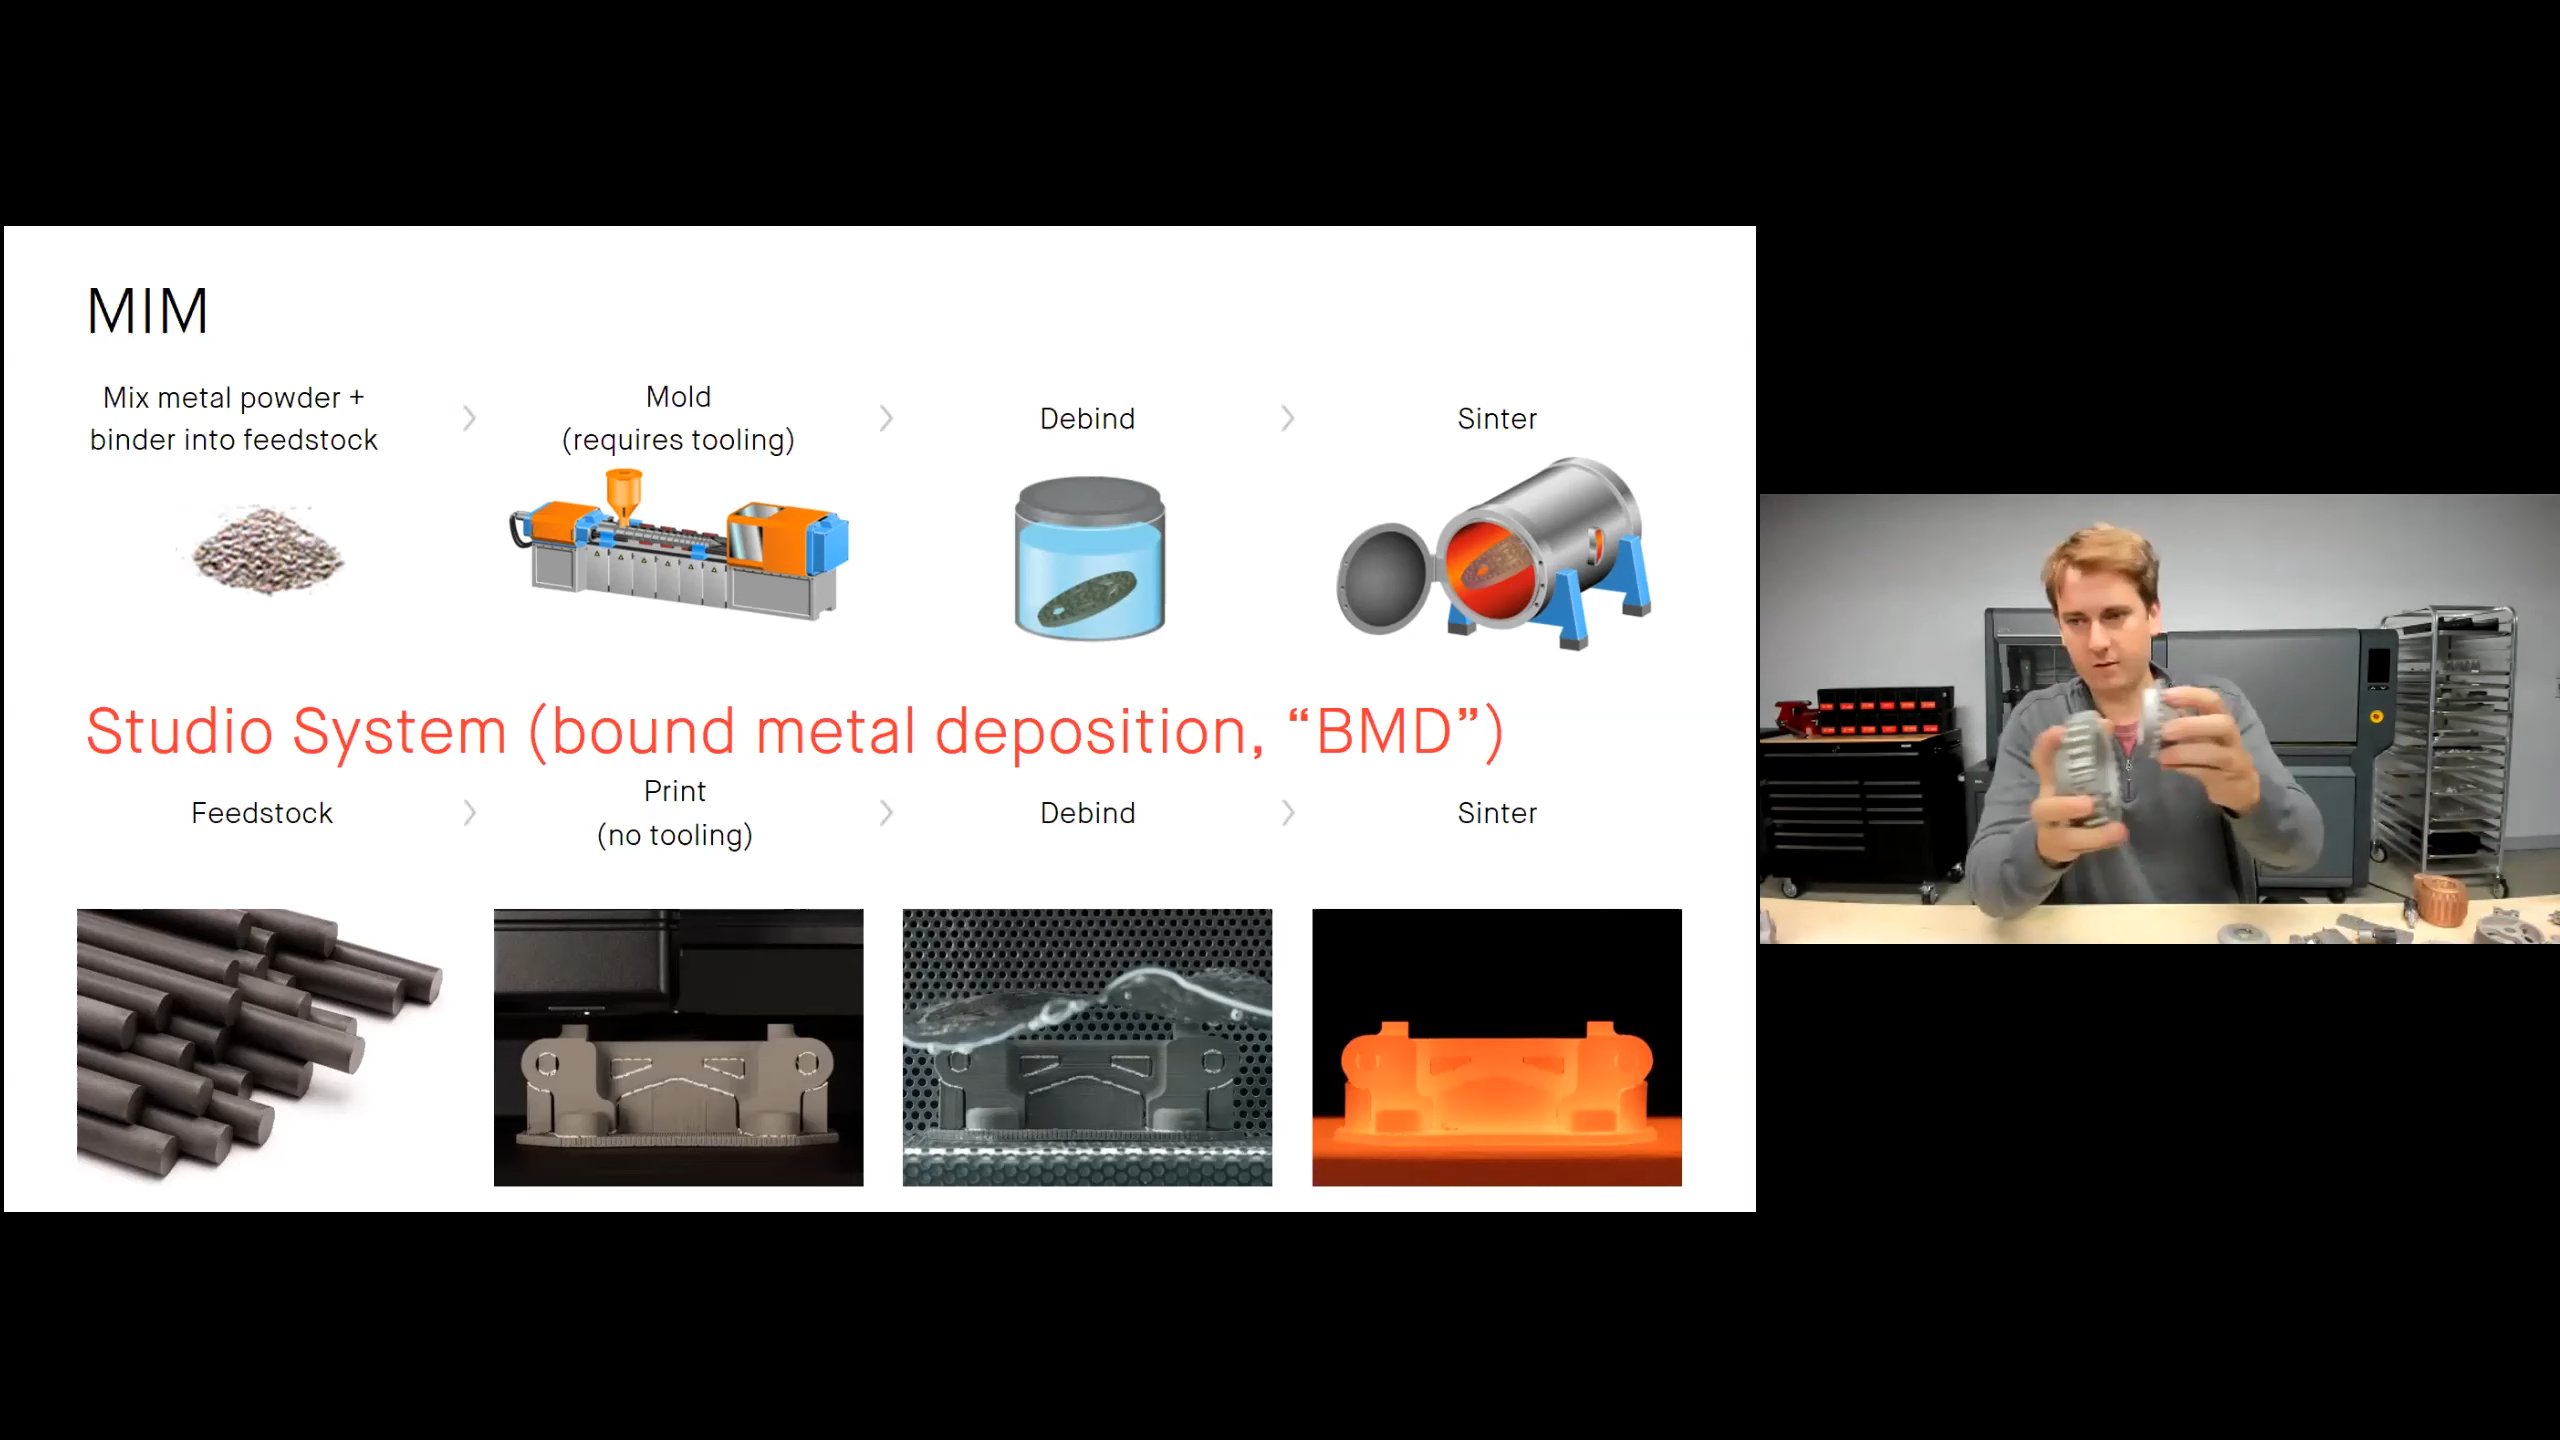 MIM
Mix metal powder +
binder into feedstock
Mold
(requires tooling)
Debind
Sinter
Studio System (bound metal deposition, “BMD”)
Feedstock
Print
(no tooling)
Debind
Sinter